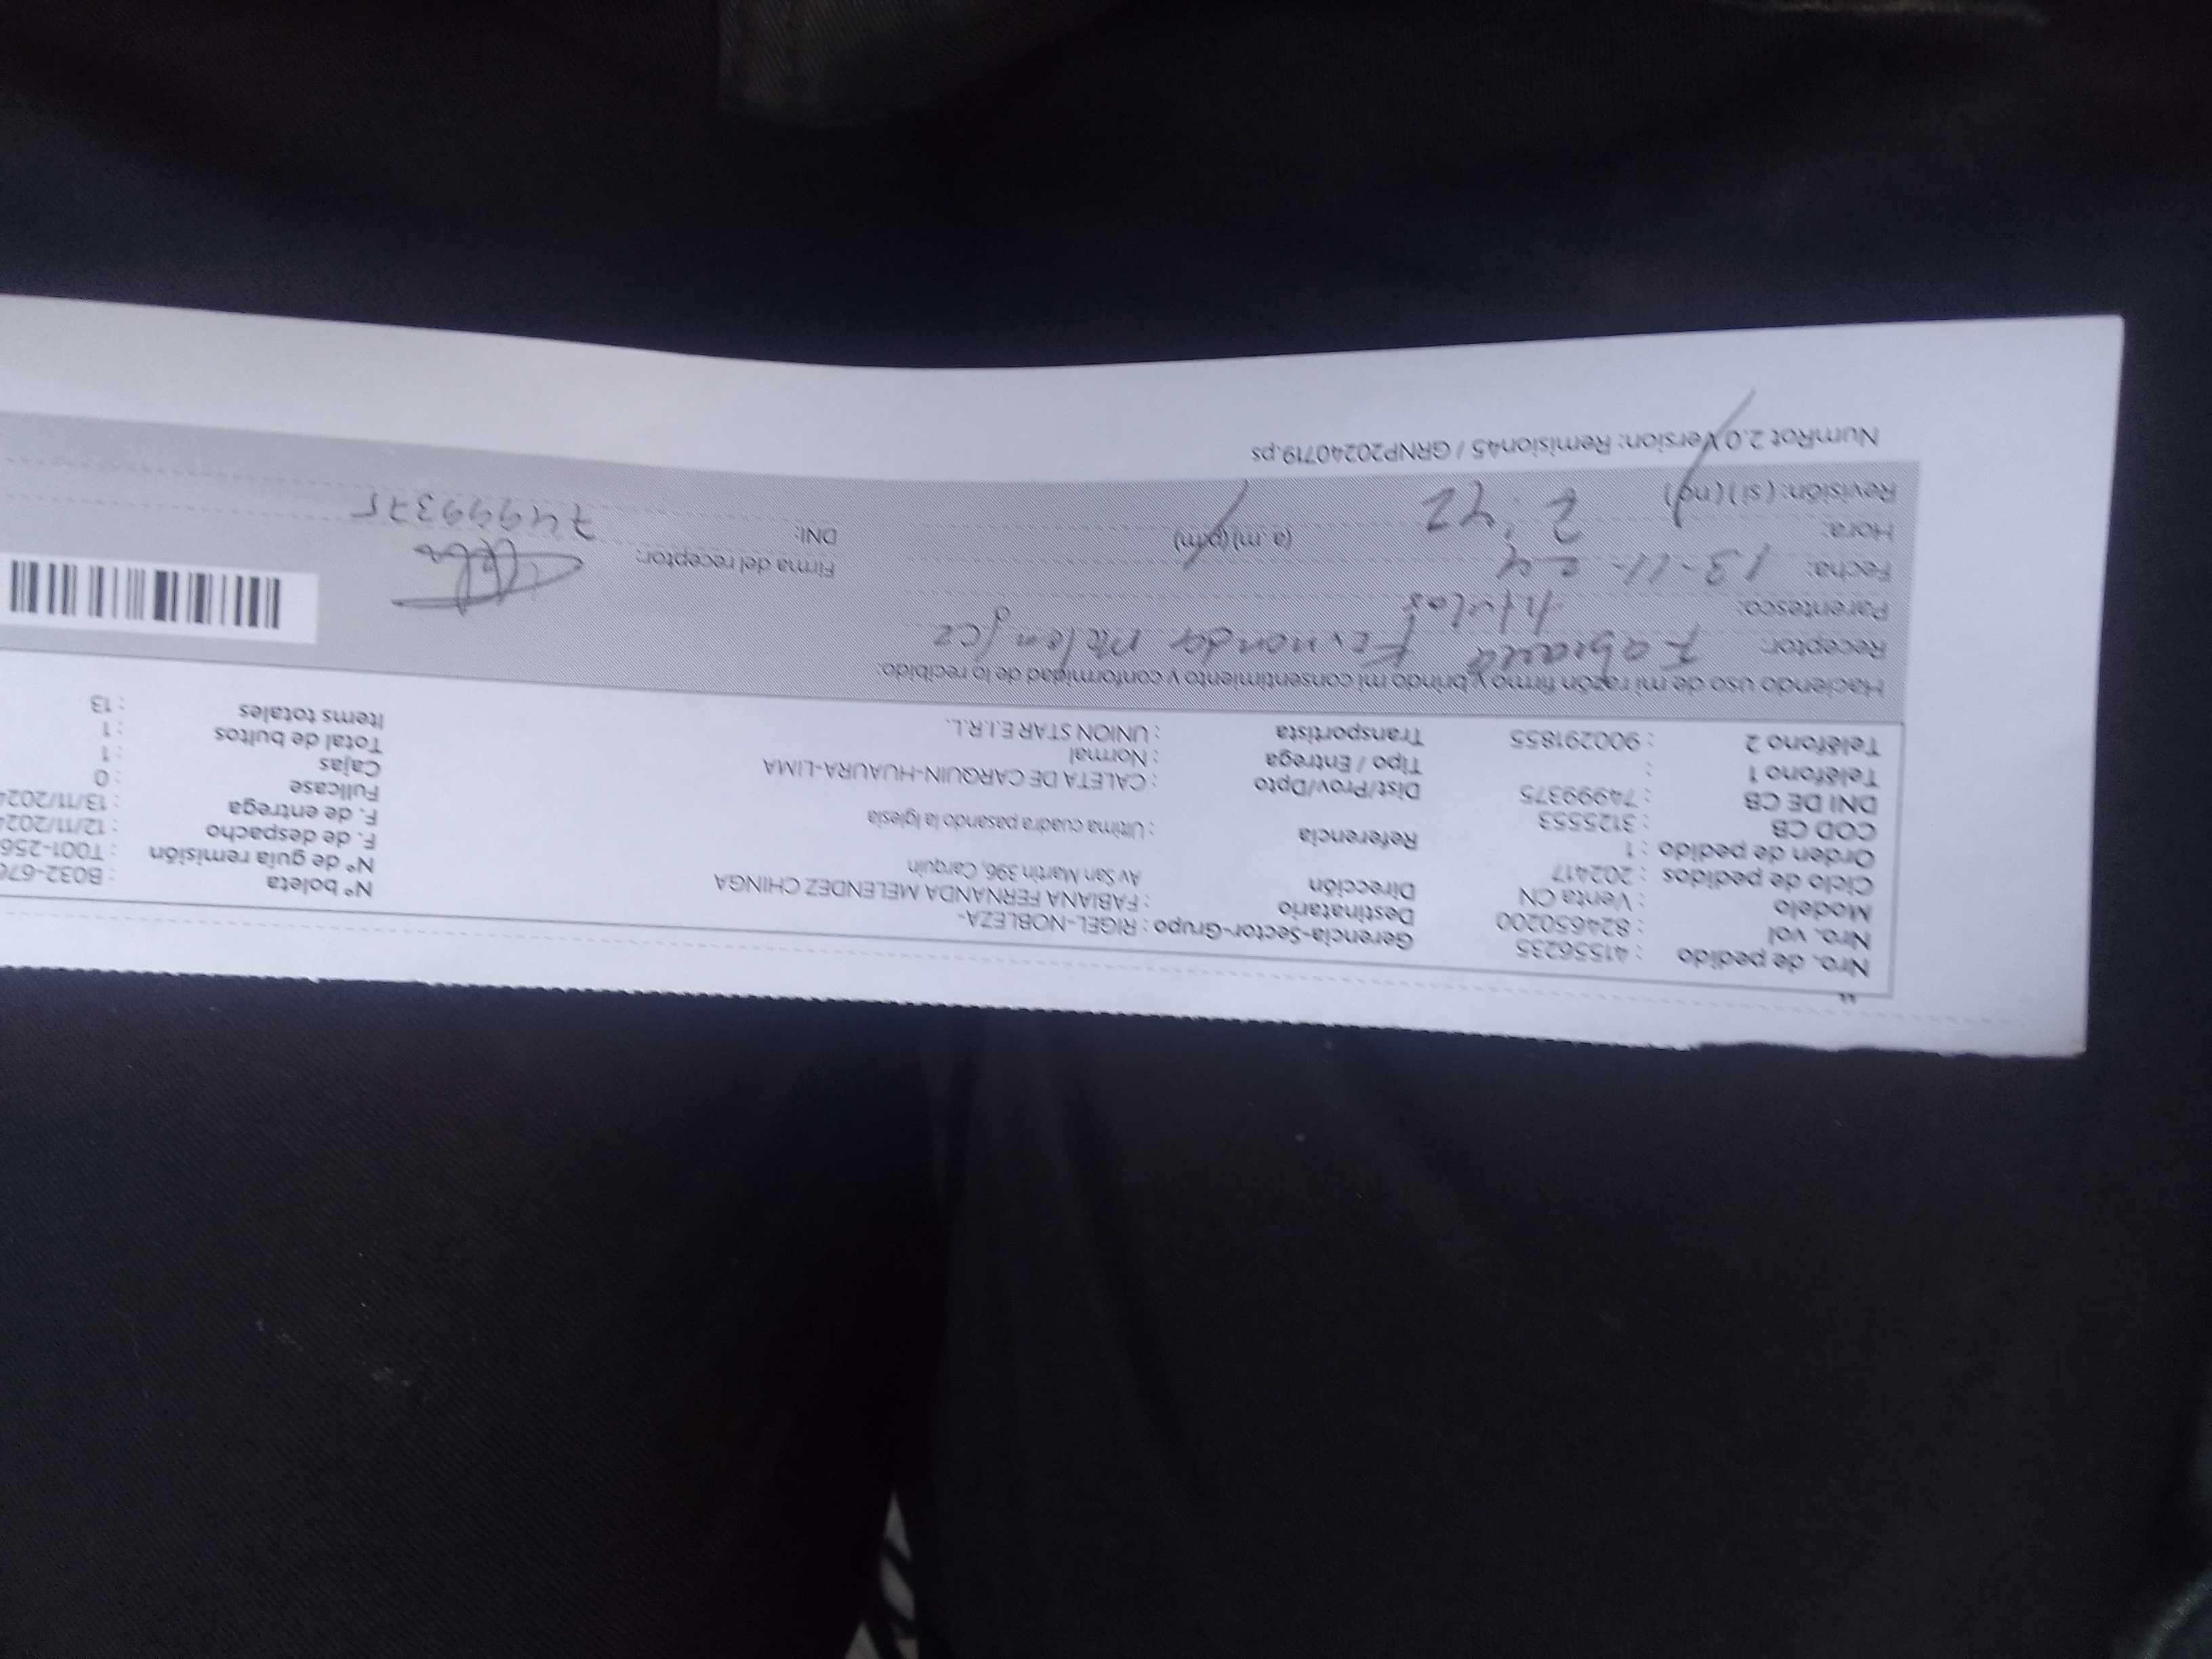 Nro. de pedido : 41556235 Gerencia-Sector-Grupo : RIGEL-NOBLEZA-
Nro. vol : 824650200 Destinatario : FABIANA FERNANDA MELENDEZ CHINGA Nº boleta : B032-670
Modelo : Venta CN Dirección Av San Martin 396, Carquin Nº de guía remisión : T001-256
Ciclo de pedidos : 202417 F. de despacho : 12/11/2024
Orden de pedido : 1 Referencia : Ultima cuadra pasando la Iglesia F. de entrega : 13/11/2024
COD CB : 3125553 Fullcase : 0
DNI DE CB : 74999375 Dist/Prov/Dpto : CALETA DE CARQUIN-HUAURA-LIMA Cajas : 1
Teléfono 1 : Tipo / Entrega : Normal Total de bultos : 1
Teléfono 2 : 900291855 Transportista : UNION STAR E.I.R.L. Items totales : 13
Haciendo uso de mi razón firmo y brindo mi consentimiento y conformidad de lo recibido:
Receptor: Fabiana Fernanda
Parentesco:
Fecha: 13-11-24 Firma del receptor:
Hora: 2:42 (a.m)(p.m) DNI: 74999375
Revisión: (si) (no)
NumRot 2.0 Version: Remision45 / GRNP20240719.ps